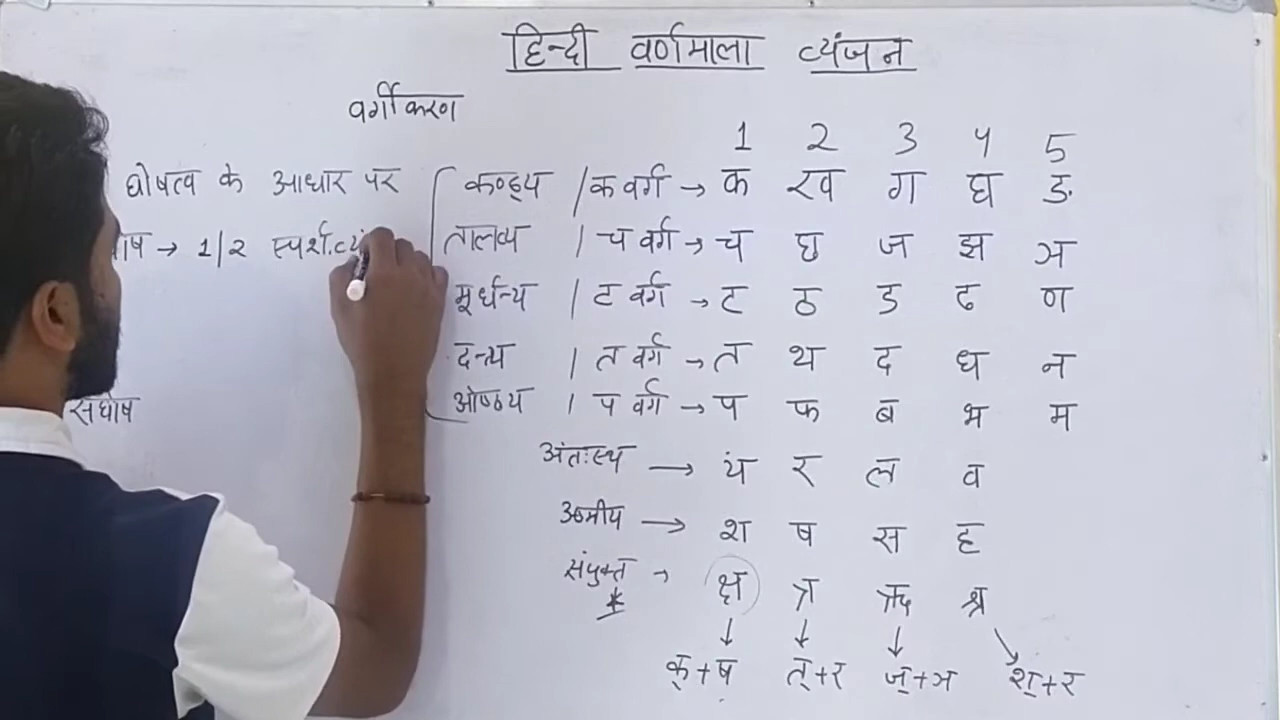 हिन्दी वर्णमाला व्यंजन
वर्गीकरण
1 2 3 4 5
घोषत्व के आधार पर
कण्ठ्य / क वर्ग → क ख ग घ ङ
→ 1/2 स्पर्श
तालव्य / च वर्ग → च छ ज झ ञ
मूर्धन्य / ट वर्ग → ट ठ ड ढ ण
दन्त्य / त वर्ग → त थ द ध न
सघोष
ओष्ठ्य / प वर्ग → प फ ब भ म
अंतःस्थ → यं र ल व
→ श ष स ह
संयुक्त → क्ष त्र ज्ञ श्र
*
↓ ↓ ↓ ↘
क्+ष त्+र ज्+ञ श्+र